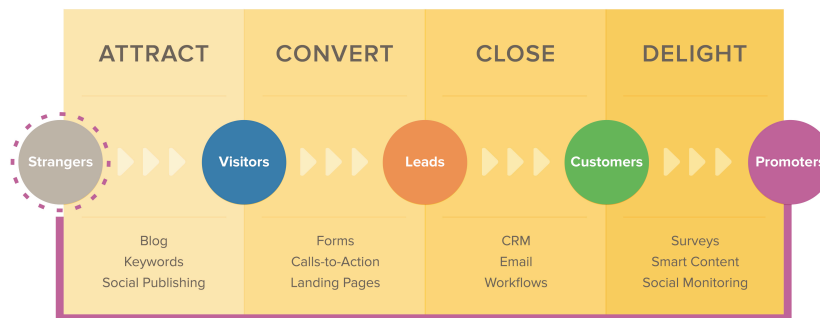 ATTRACT CONVERT CLOSE DELIGHT
Strangers Visitors Leads Customers Promoters
Blog Forms CRM Surveys
Keywords Calls-to-Action Email Smart Content
Social Publishing Landing Pages Workflows Social Monitoring